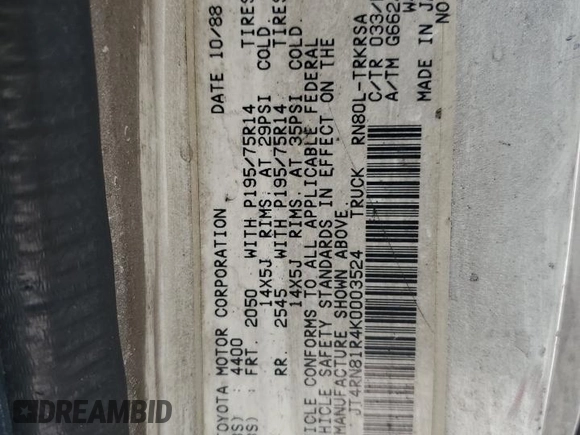 TOYOTA MOTOR CORPORATION DATE 10/88
4400
FRT. 2050 WITH P195/75R14 TIRES
14X5J RIMS, AT 29PSI COLD
RR. 2545 WITH P195/75R14 TIRES
14X5J RIMS, AT 35PSI COLD
CONFORMS TO ALL APPLICABLE FEDERAL
SAFETY STANDARDS IN EFFECT ON THE
MANUFACTURE SHOWN ABOVE.
JT4RN81R4K0003524 TRUCK RN80L-TRKRSA
C/TR 033/
A/TM G662
MADE IN
DREAMBID